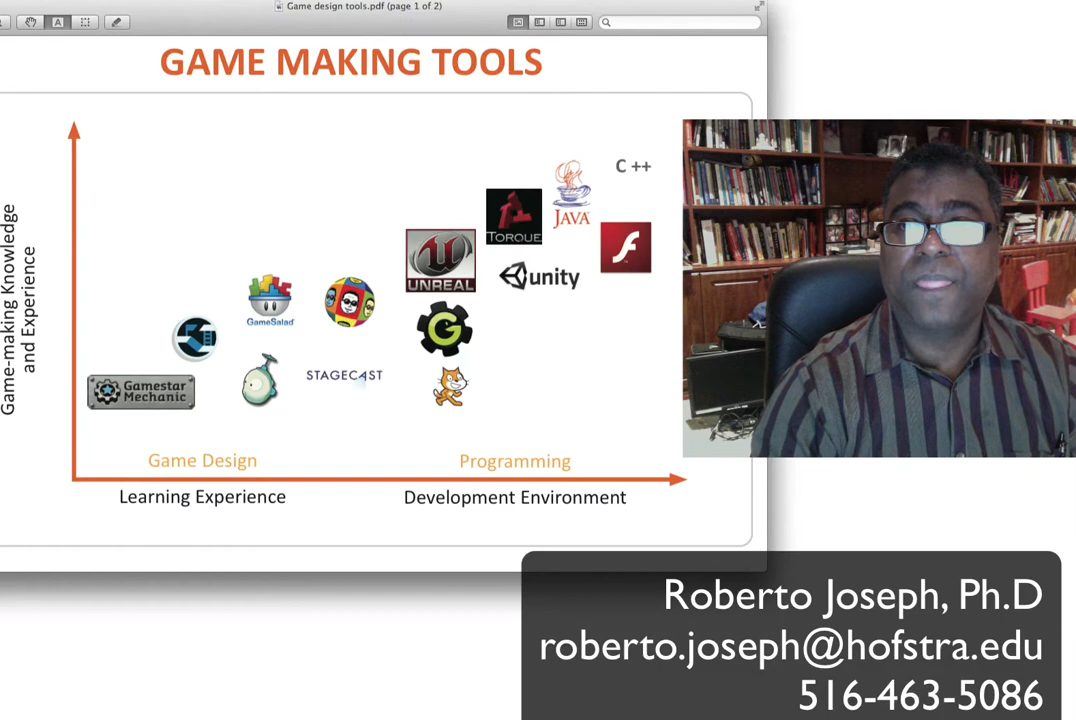 Game design tools.pdf (page 1 of 2)
GAME MAKING TOOLS
Game-making Knowledge
and Experience
C ++
JAVA
TORQUE
UNREAL
unity
GameSalad
STAGECAST
Gamestar
Mechanic
Game Design
Programming
Learning Experience
Development Environment
Roberto Joseph, Ph.D
roberto.joseph@hofstra.edu
516-463-5086